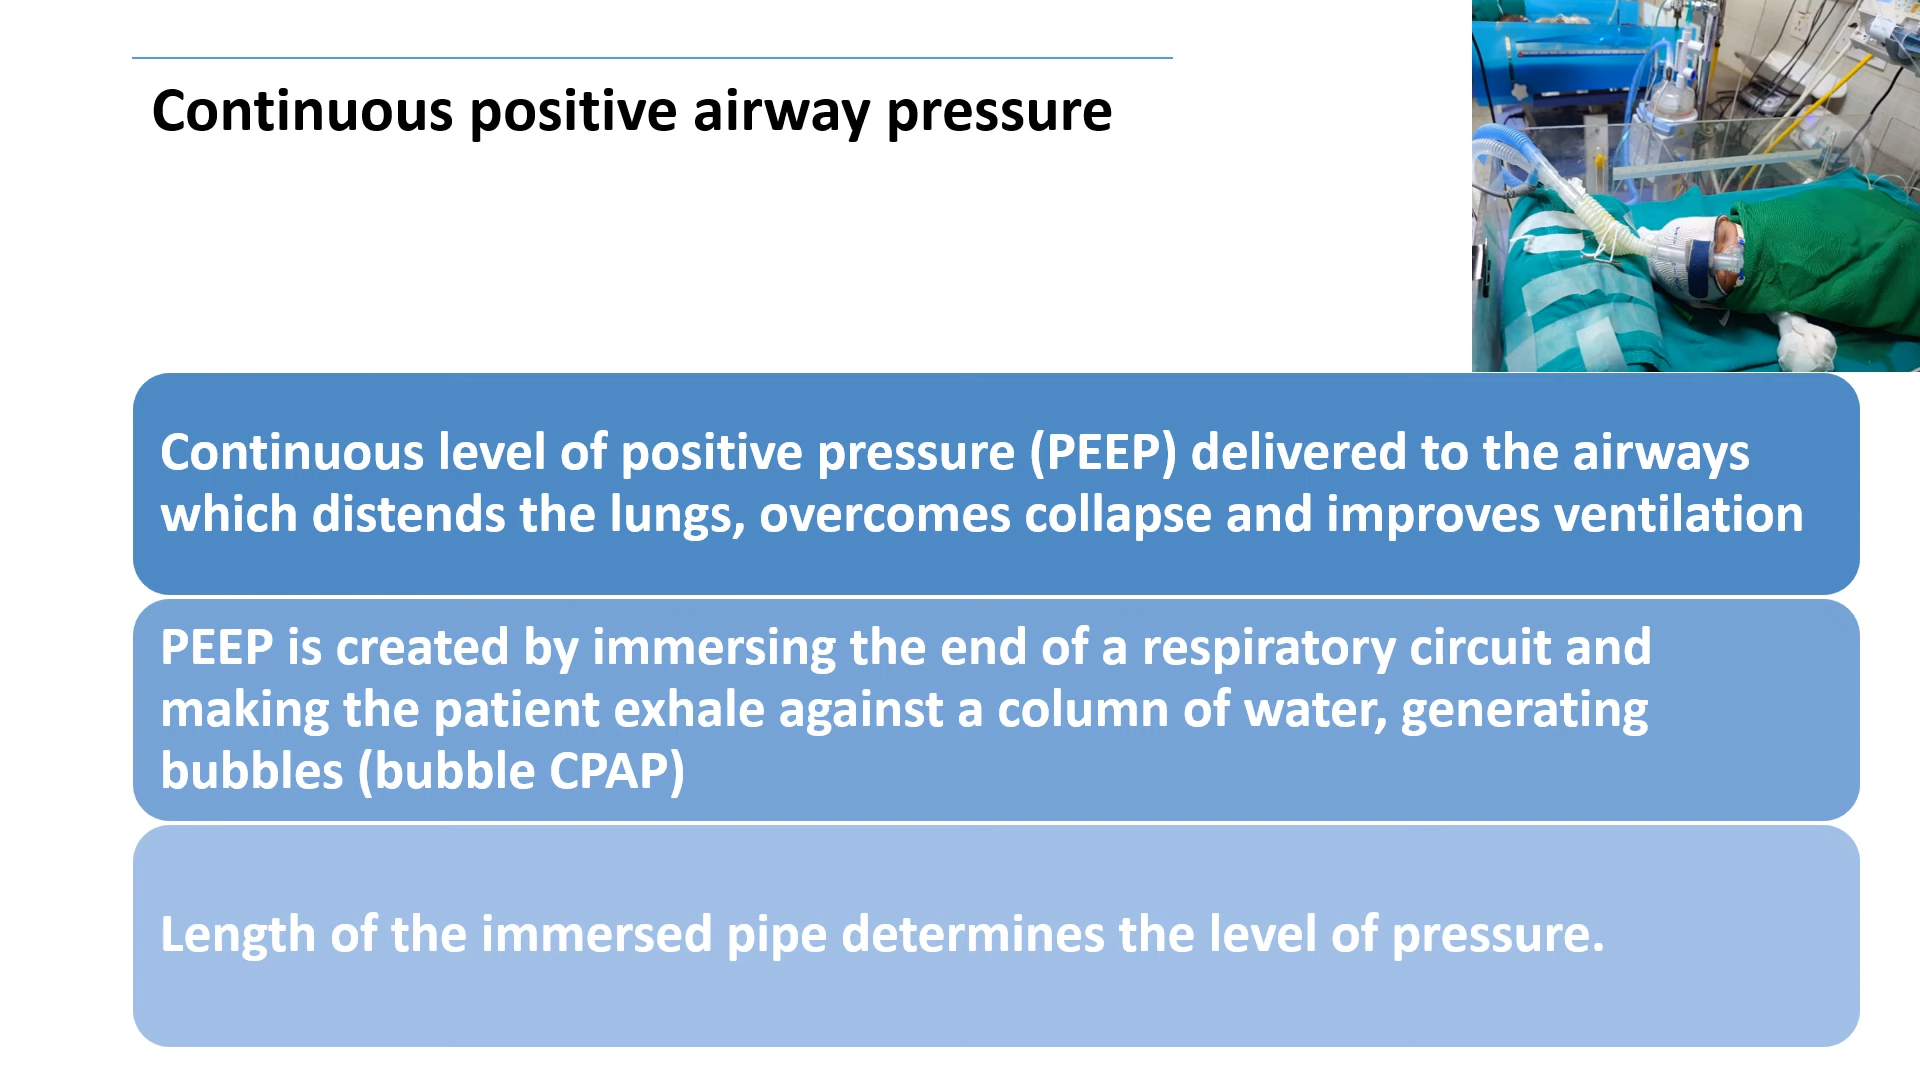 Continuous positive airway pressure
Continuous level of positive pressure (PEEP) delivered to the airways
which distends the lungs, overcomes collapse and improves ventilation
PEEP is created by immersing the end of a respiratory circuit and
making the patient exhale against a column of water, generating
bubbles (bubble CPAP)
Length of the immersed pipe determines the level of pressure.